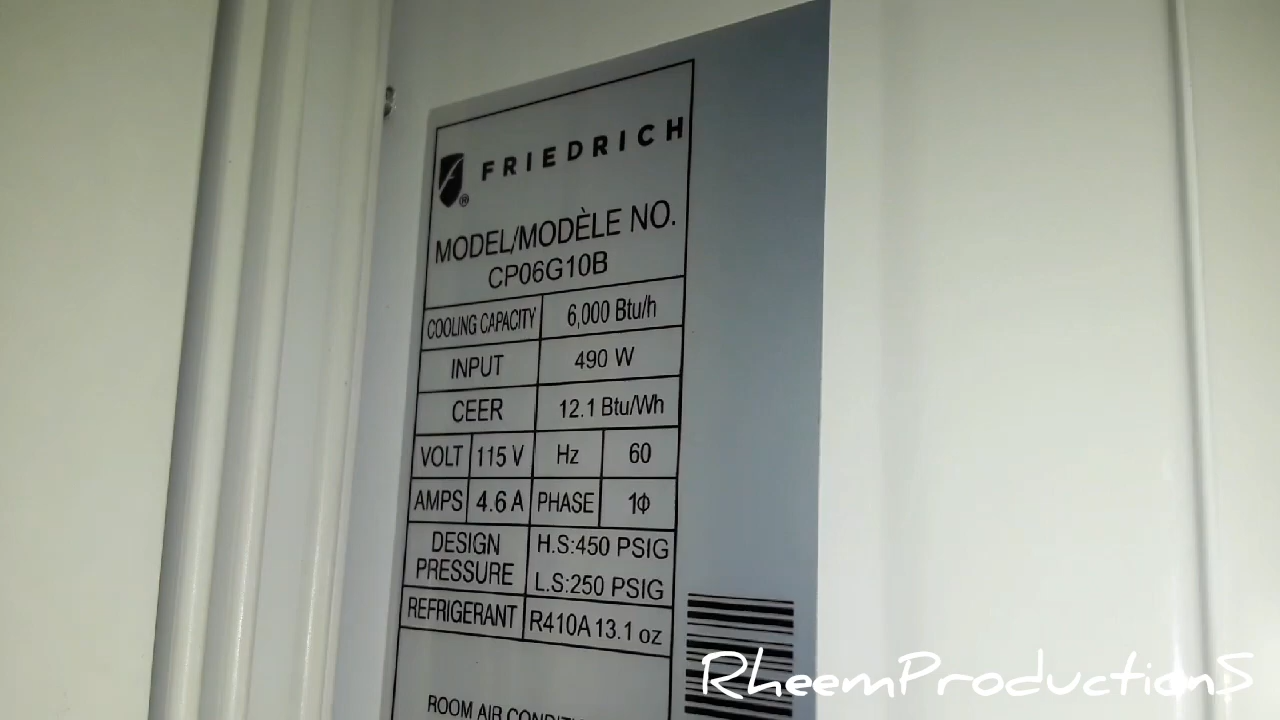 FRIEDRICH
®
MODEL/MODÈLE NO.
CP06G10B
COOLING CAPACITY 6,000 Btu/h
INPUT 490 W
CEER 12.1 Btu/Wh
VOLT 115 V Hz 60
AMPS 4.6 A PHASE 1Φ
DESIGN PRESSURE H.S:450 PSIG
L.S:250 PSIG
REFRIGERANT R410A 13.1 oz
ROOM AIR
RheemProductionS